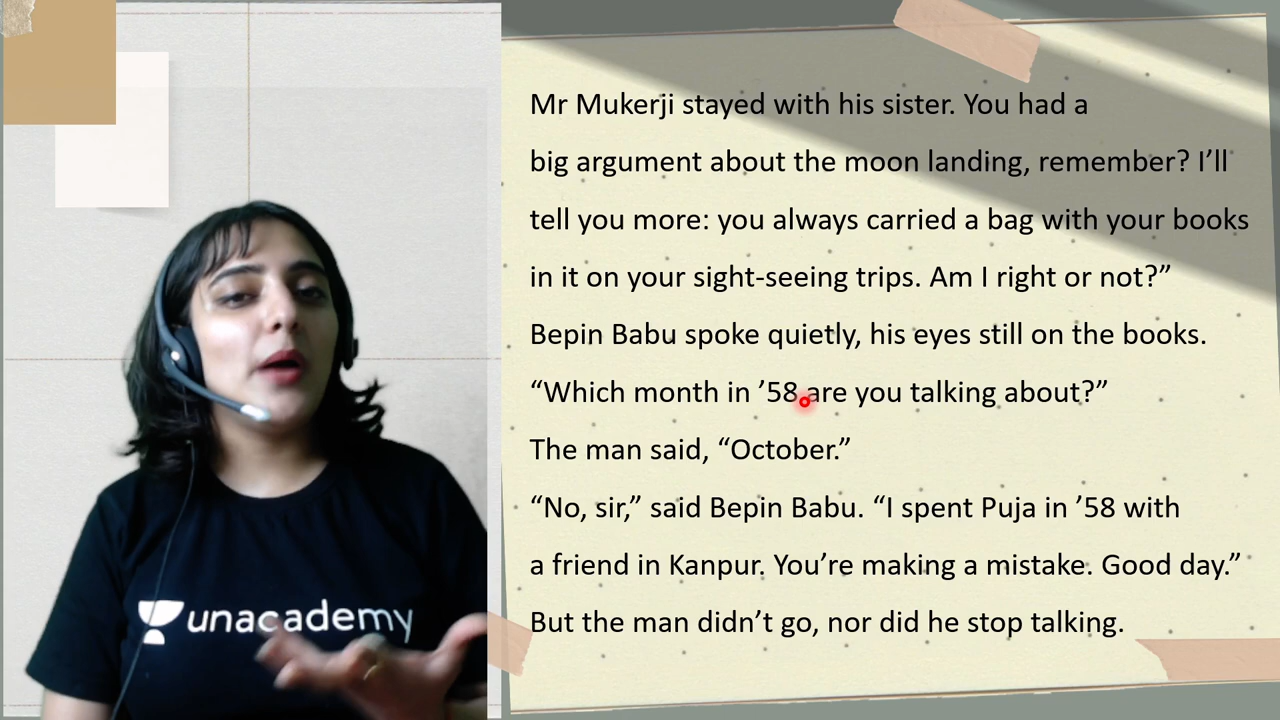 Mr Mukerji stayed with his sister. You had a
big argument about the moon landing, remember? I’ll
tell you more: you always carried a bag with your books
in it on your sight-seeing trips. Am I right or not?”
Bepin Babu spoke quietly, his eyes still on the books.
“Which month in ’58 are you talking about?”
The man said, “October.”
“No, sir,” said Bepin Babu. “I spent Puja in ’58 with
a friend in Kanpur. You’re making a mistake. Good day.”
But the man didn’t go, nor did he stop talking.
unacademy